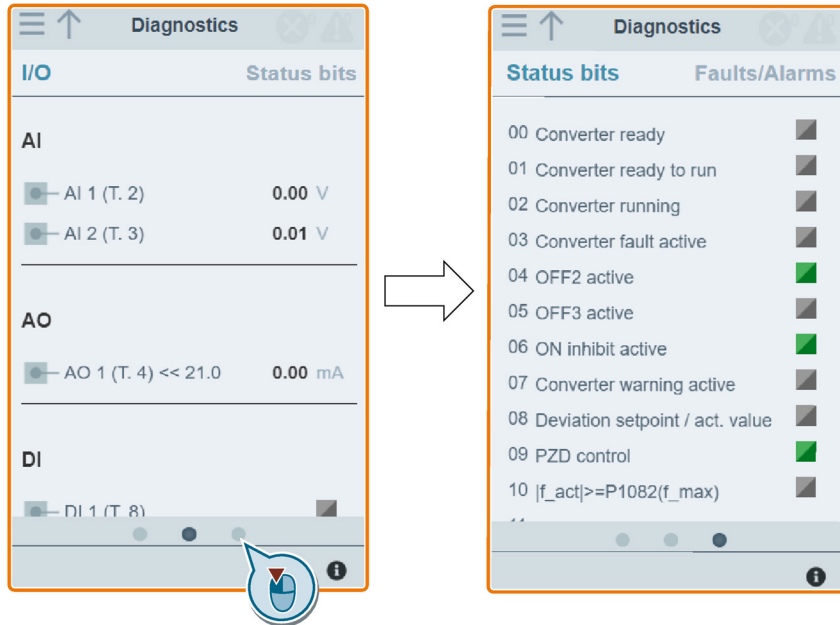 Diagnostics
I/O Status bits
AI
AI 1 (T. 2) 0.00 V
AI 2 (T. 3) 0.01 V
AO
AO 1 (T. 4) << 21.0 0.00 mA
DI
DI 1 (T. 8)
Diagnostics
Status bits Faults/Alarms
00 Converter ready
01 Converter ready to run
02 Converter running
03 Converter fault active
04 OFF2 active
05 OFF3 active
06 ON inhibit active
07 Converter warning active
08 Deviation setpoint / act. value
09 PZD control
10 |f_act|>=P1082(f_max)